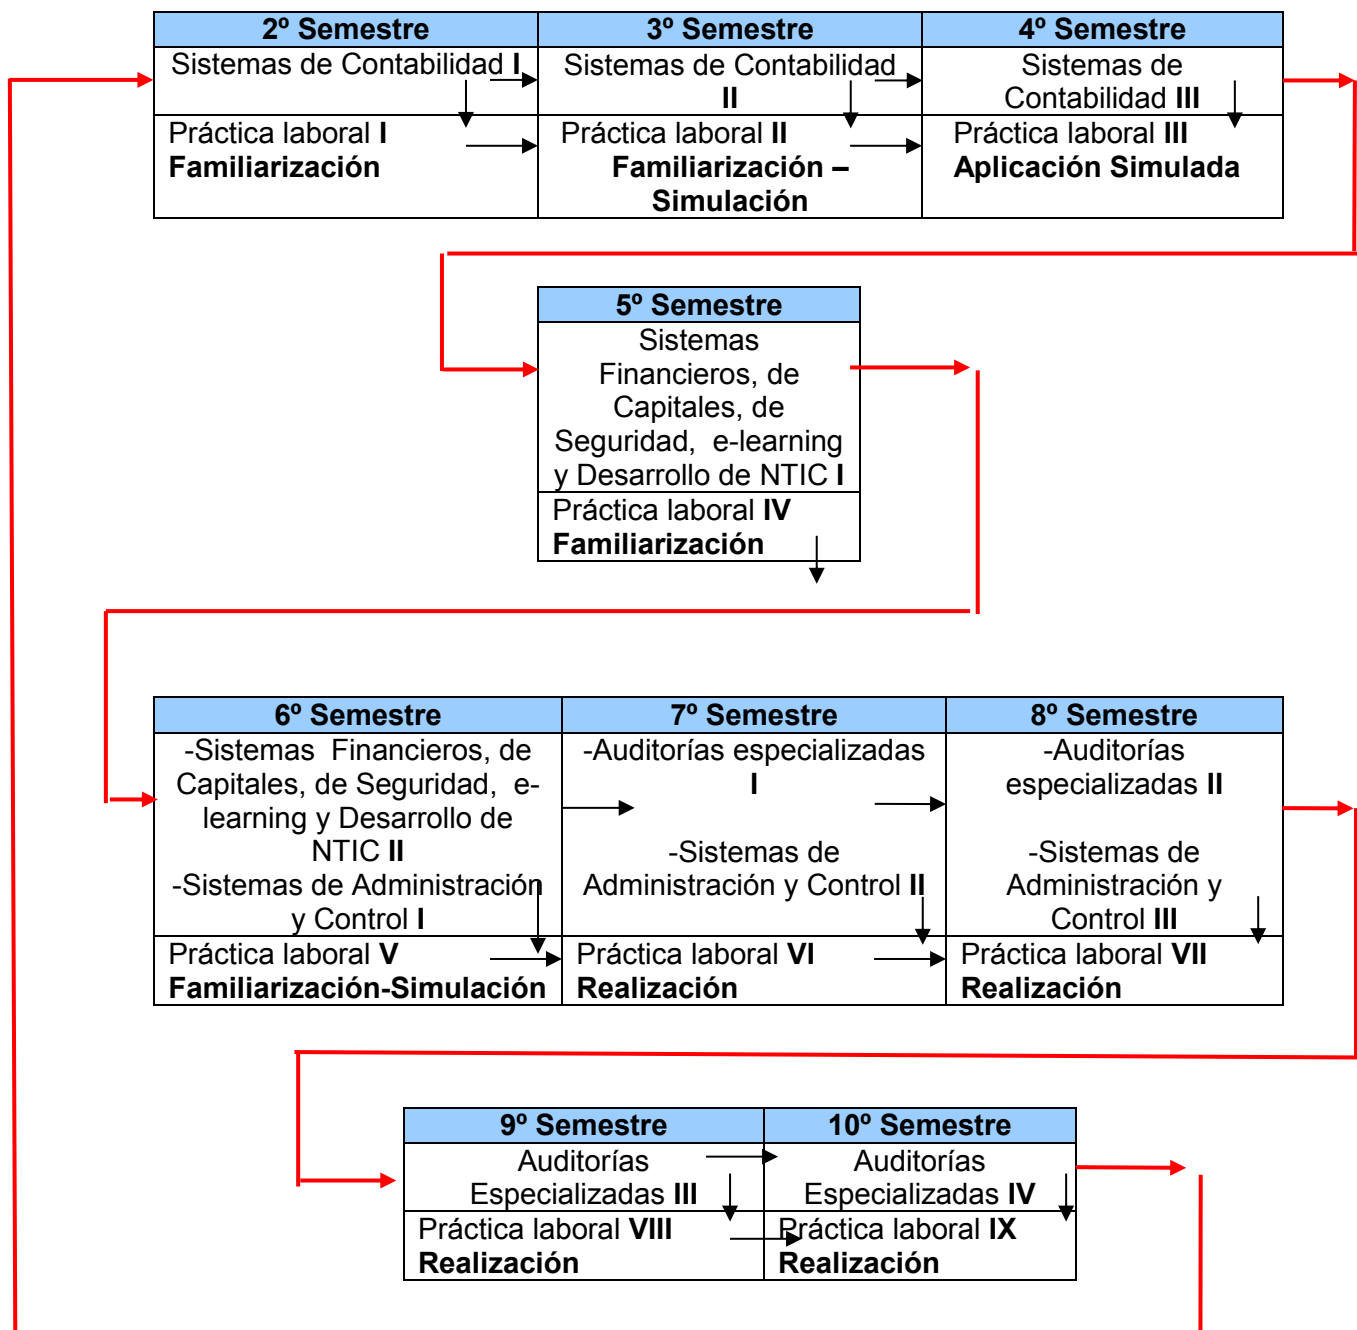 2º Semestre
3º Semestre
4º Semestre
Sistemas de Contabilidad I
Sistemas de Contabilidad
II
Sistemas de
Contabilidad III
Práctica laboral I
Familiarización
Práctica laboral II
Familiarización –
Simulación
Práctica laboral III
Aplicación Simulada
5º Semestre
Sistemas
Financieros, de
Capitales, de
Seguridad, e-learning
y Desarrollo de NTIC I
Práctica laboral IV
Familiarización
6º Semestre
7º Semestre
8º Semestre
-Sistemas Financieros, de
Capitales, de Seguridad, e-
learning y Desarrollo de
NTIC II
-Sistemas de Administración
y Control I
-Auditorías especializadas
I
-Sistemas de
Administración y Control II
-Auditorías
especializadas II
-Sistemas de
Administración y
Control III
Práctica laboral V
Familiarización-Simulación
Práctica laboral VI
Realización
Práctica laboral VII
Realización
9º Semestre
10º Semestre
Auditorías
Especializadas III
Auditorías
Especializadas IV
Práctica laboral VIII
Realización
Práctica laboral IX
Realización